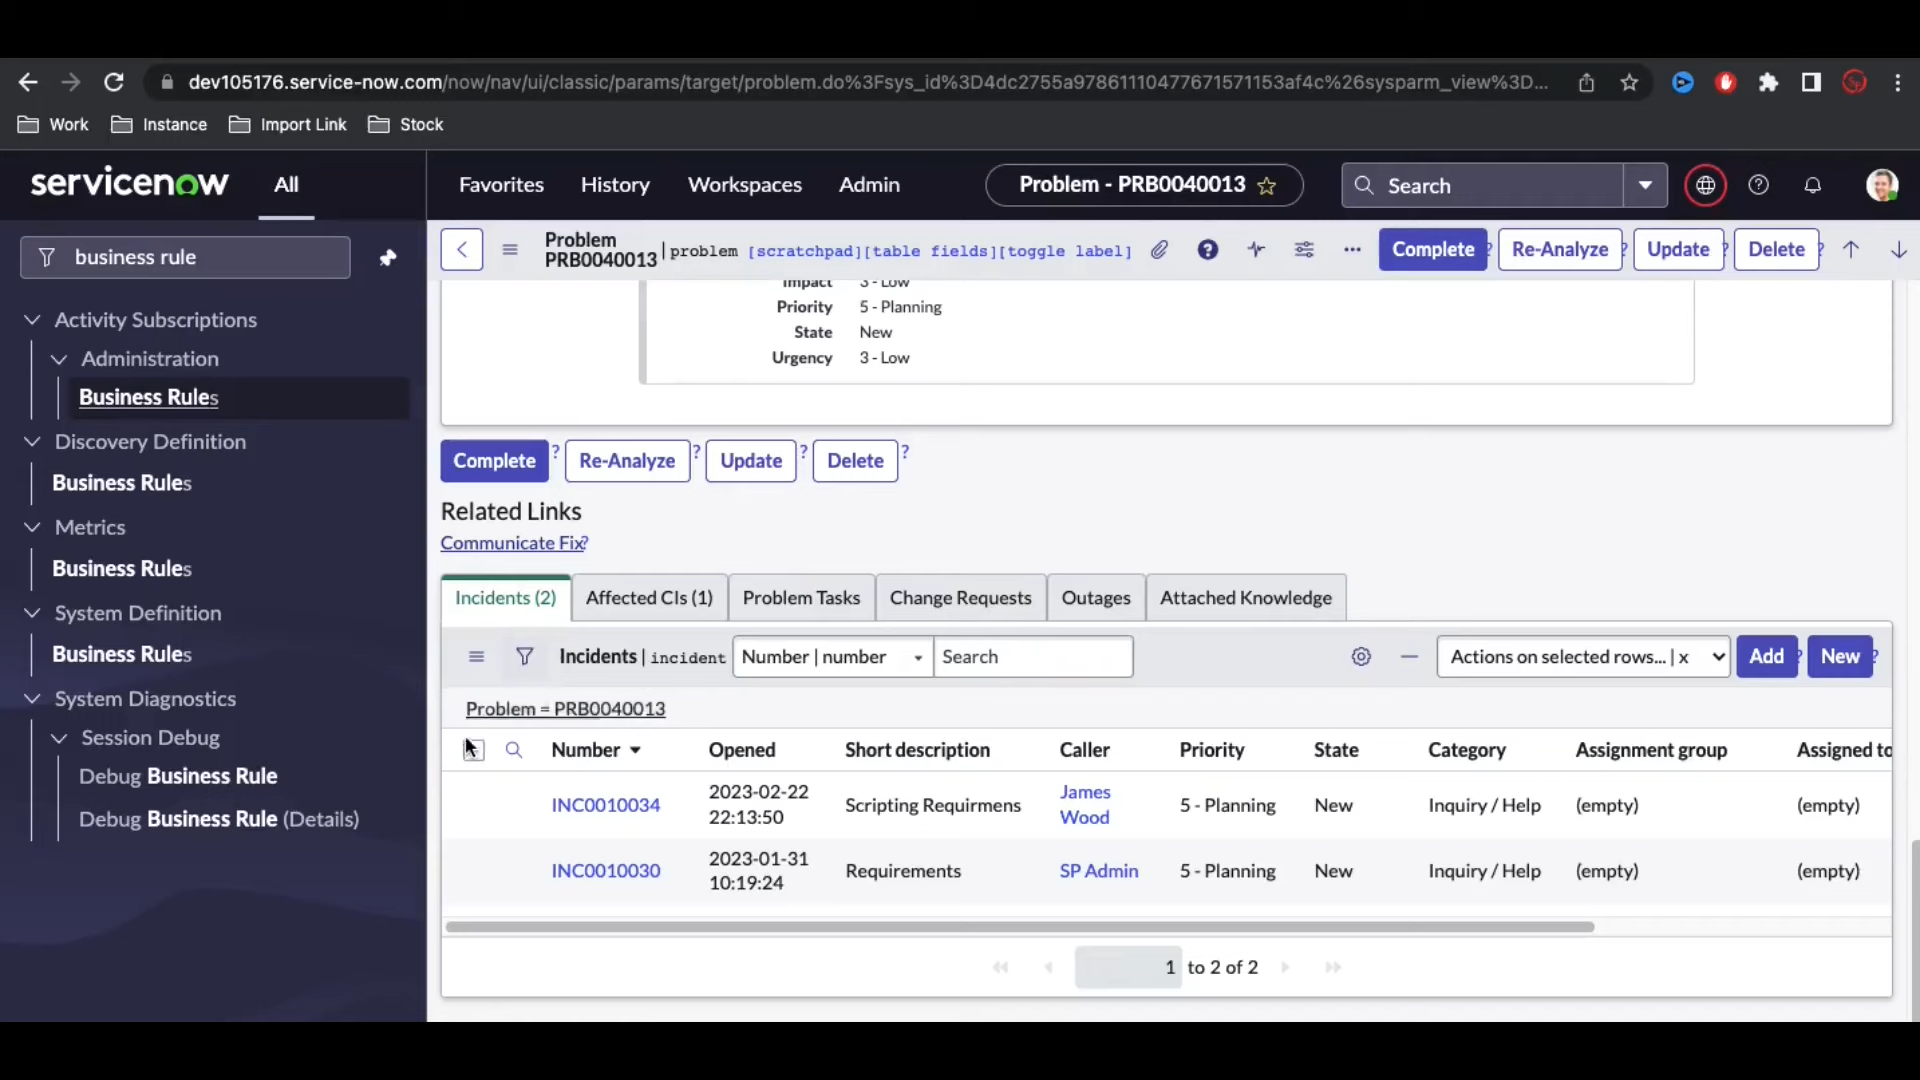 dev105176.service-now.com/now/nav/ui/classic/params/target/problem.do%3Fsys_id%3D4dc2755a97861110477671571153af4c%26sysparm_view%3D...
Work Instance Import Link Stock
servicenow All Favorites History Workspaces Admin Problem - PRB0040013 Search
business rule
Problem
PRB0040013 | problem [scratchpad][table fields][toggle label] Complete ? Re-Analyze ? Update ? Delete ?
Activity Subscriptions
Administration
Business Rules
Discovery Definition
Business Rules
Metrics
Business Rules
System Definition
Business Rules
System Diagnostics
Session Debug
Debug Business Rule
Debug Business Rule (Details)
Impact 3 - Low
Priority 5 - Planning
State New
Urgency 3 - Low
Complete ? Re-Analyze ? Update ? Delete ?
Related Links
Communicate Fix?
Incidents (2) Affected CIs (1) Problem Tasks Change Requests Outages Attached Knowledge
Incidents | incident Number | number Search Actions on selected rows... | x Add ? New ?
Problem = PRB0040013
Number Opened Short description Caller Priority State Category Assignment group Assigned to
INC0010034 2023-02-22 22:13:50 Scripting Requirmens James Wood 5 - Planning New Inquiry / Help (empty) (empty)
INC0010030 2023-01-31 10:19:24 Requirements SP Admin 5 - Planning New Inquiry / Help (empty) (empty)
1 to 2 of 2